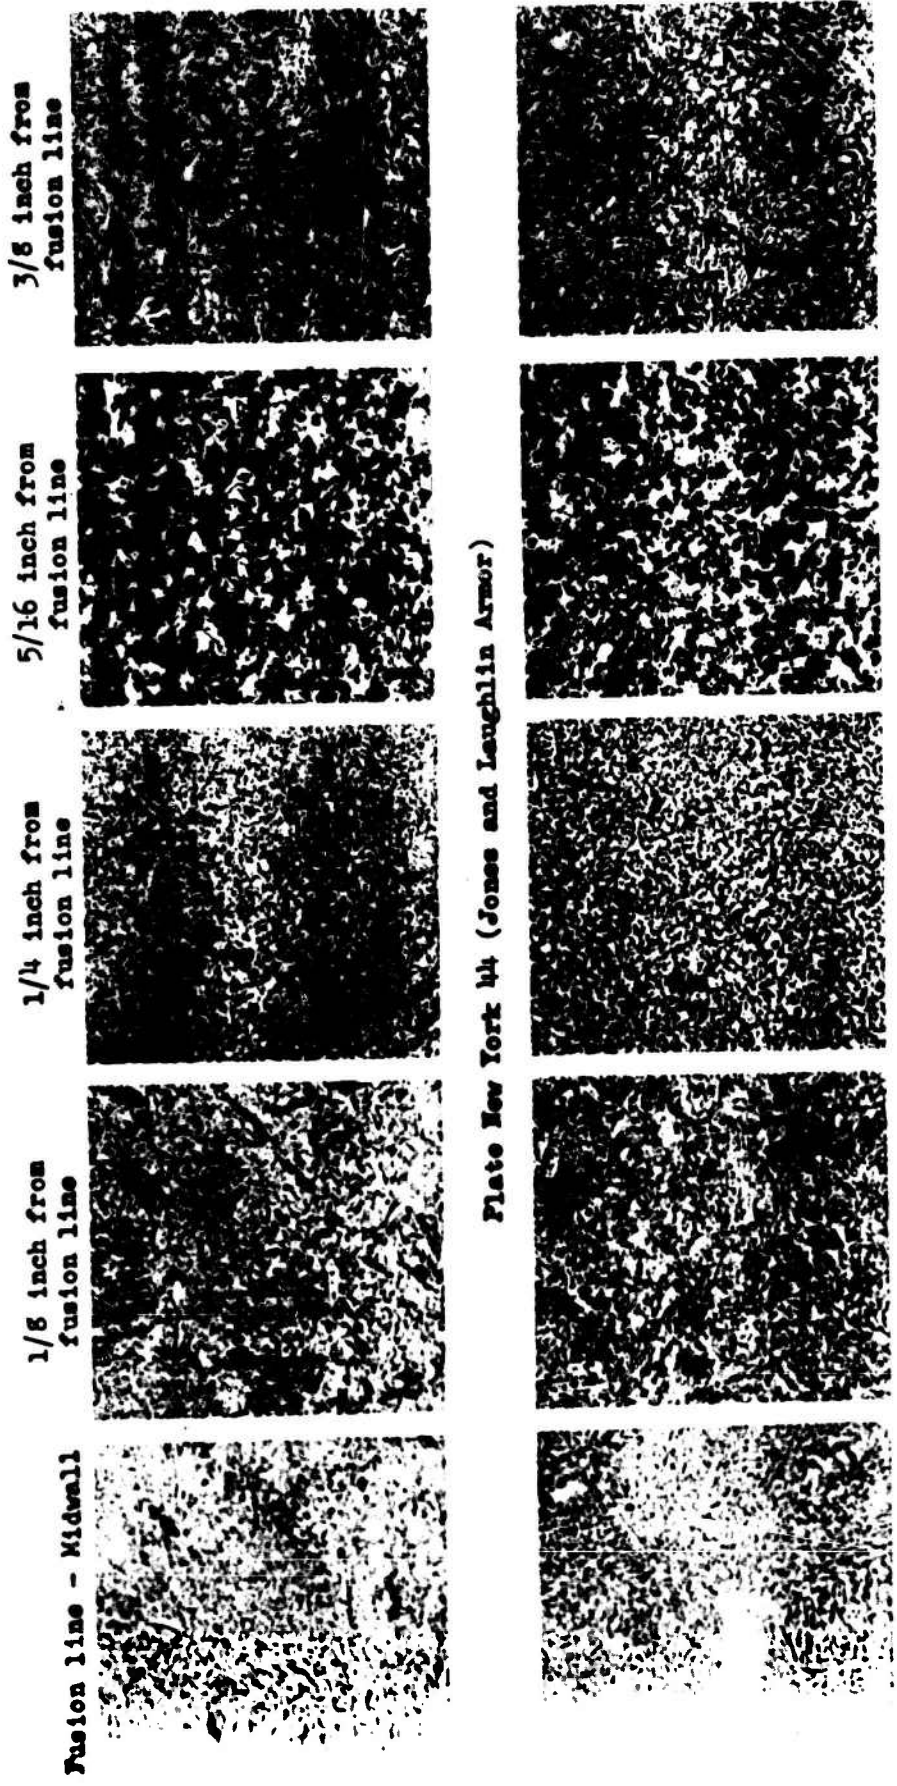 Fusion line - Midwall
1/8 inch from
fusion line
1/4 inch from
fusion line
5/16 inch from
fusion line
3/8 inch from
fusion line
Plate New York 44 (Jones and Laughlin Armor)